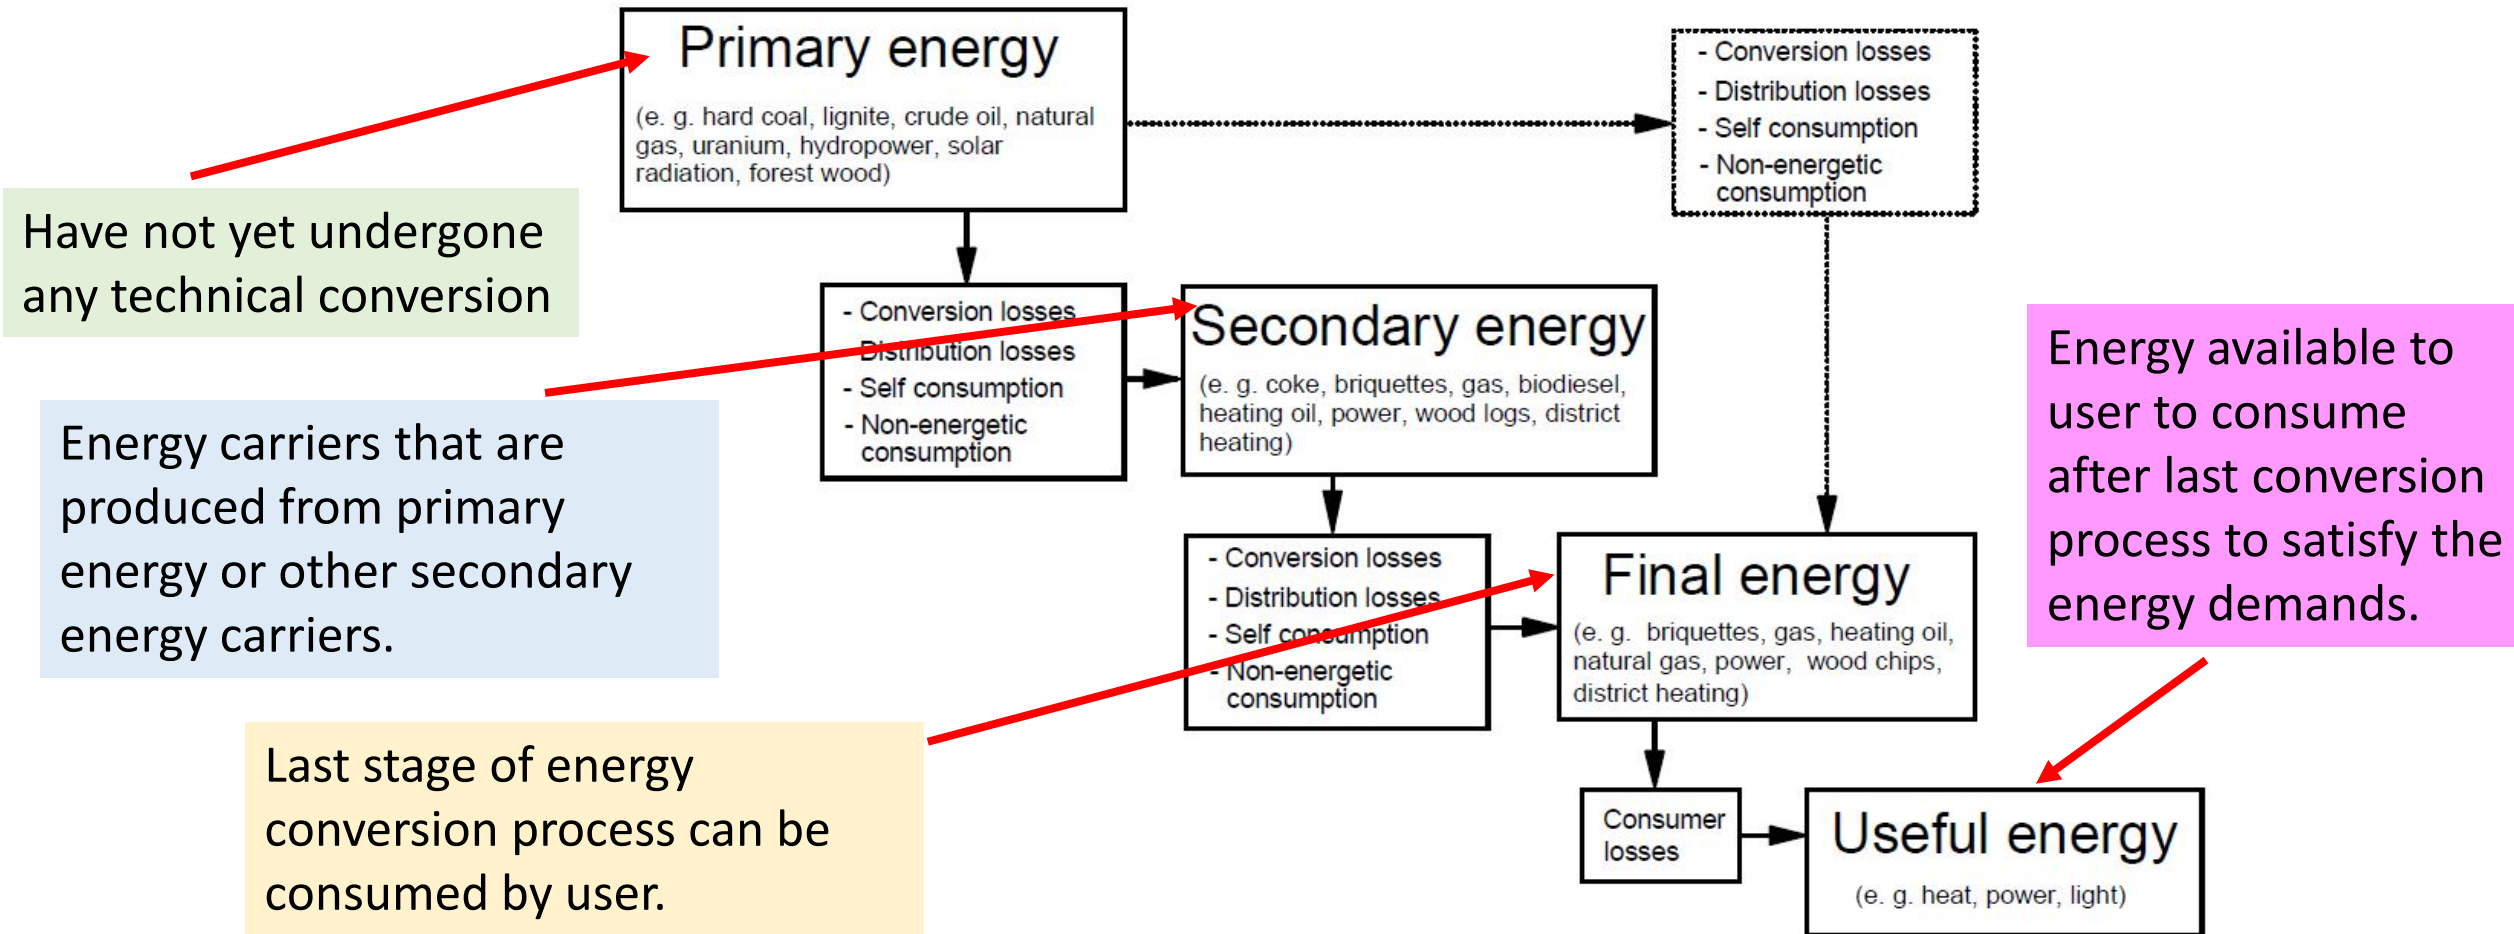 Primary energy
(e. g. hard coal, lignite, crude oil, natural
gas, uranium, hydropower, solar
radiation, forest wood)
- Conversion losses
- Distribution losses
- Self consumption
- Non-energetic
consumption
Have not yet undergone
any technical conversion
- Conversion losses
- Distribution losses
- Self consumption
- Non-energetic
consumption
Secondary energy
(e. g. coke, briquettes, gas, biodiesel,
heating oil, power, wood logs, district
heating)
Energy available to
user to consume
after last conversion
process to satisfy the
energy demands.
Energy carriers that are
produced from primary
energy or other secondary
energy carriers.
- Conversion losses
- Distribution losses
- Self consumption
- Non-energetic
consumption
Final energy
(e. g. briquettes, gas, heating oil,
natural gas, power, wood chips,
district heating)
Last stage of energy
conversion process can be
consumed by user.
Consumer
losses
Useful energy
(e. g. heat, power, light)